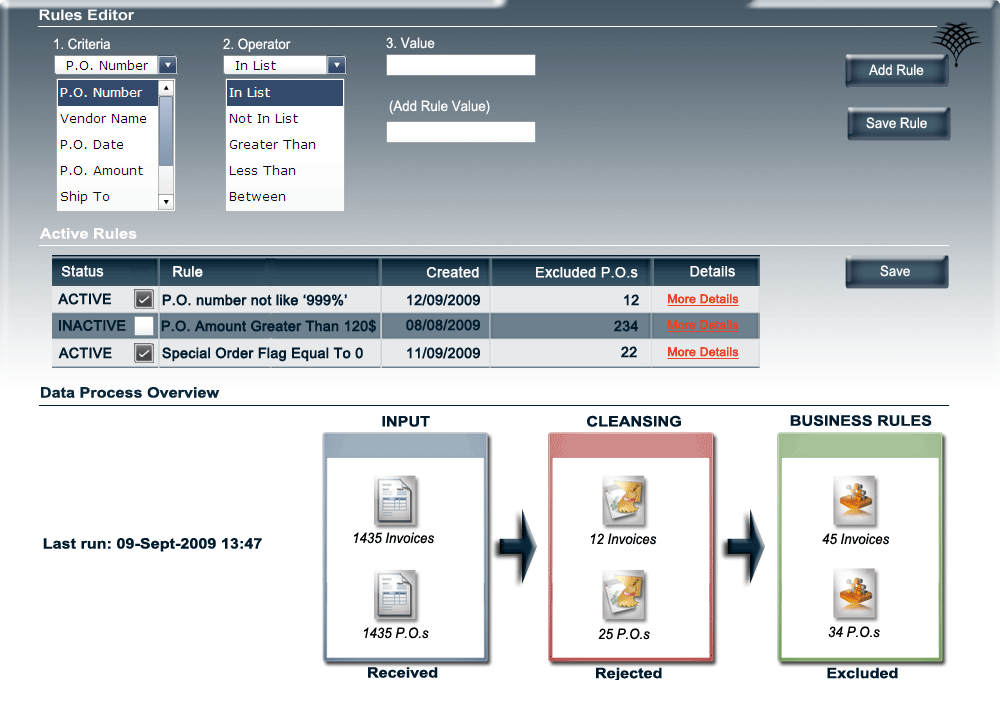 Rules Editor
1. Criteria 2. Operator 3. Value
P.O. Number In List
Add Rule
P.O. Number In List
(Add Rule Value)
Vendor Name Not In List
Save Rule
P.O. Date Greater Than
P.O. Amount Less Than
Ship To Between
Active Rules
Status Rule Created Excluded P.O.s Details
Save
ACTIVE P.O. number not like ‘999%’ 12/09/2009 12 More Details
INACTIVE P.O. Amount Greater Than 120$ 08/08/2009 234 More Details
ACTIVE Special Order Flag Equal To 0 11/09/2009 22 More Details
Data Process Overview
INPUT CLEANSING BUSINESS RULES
1435 Invoices 12 Invoices 45 Invoices
Last run: 09-Sept-2009 13:47
1435 P.O.s 25 P.O.s 34 P.O.s
Received Rejected Excluded